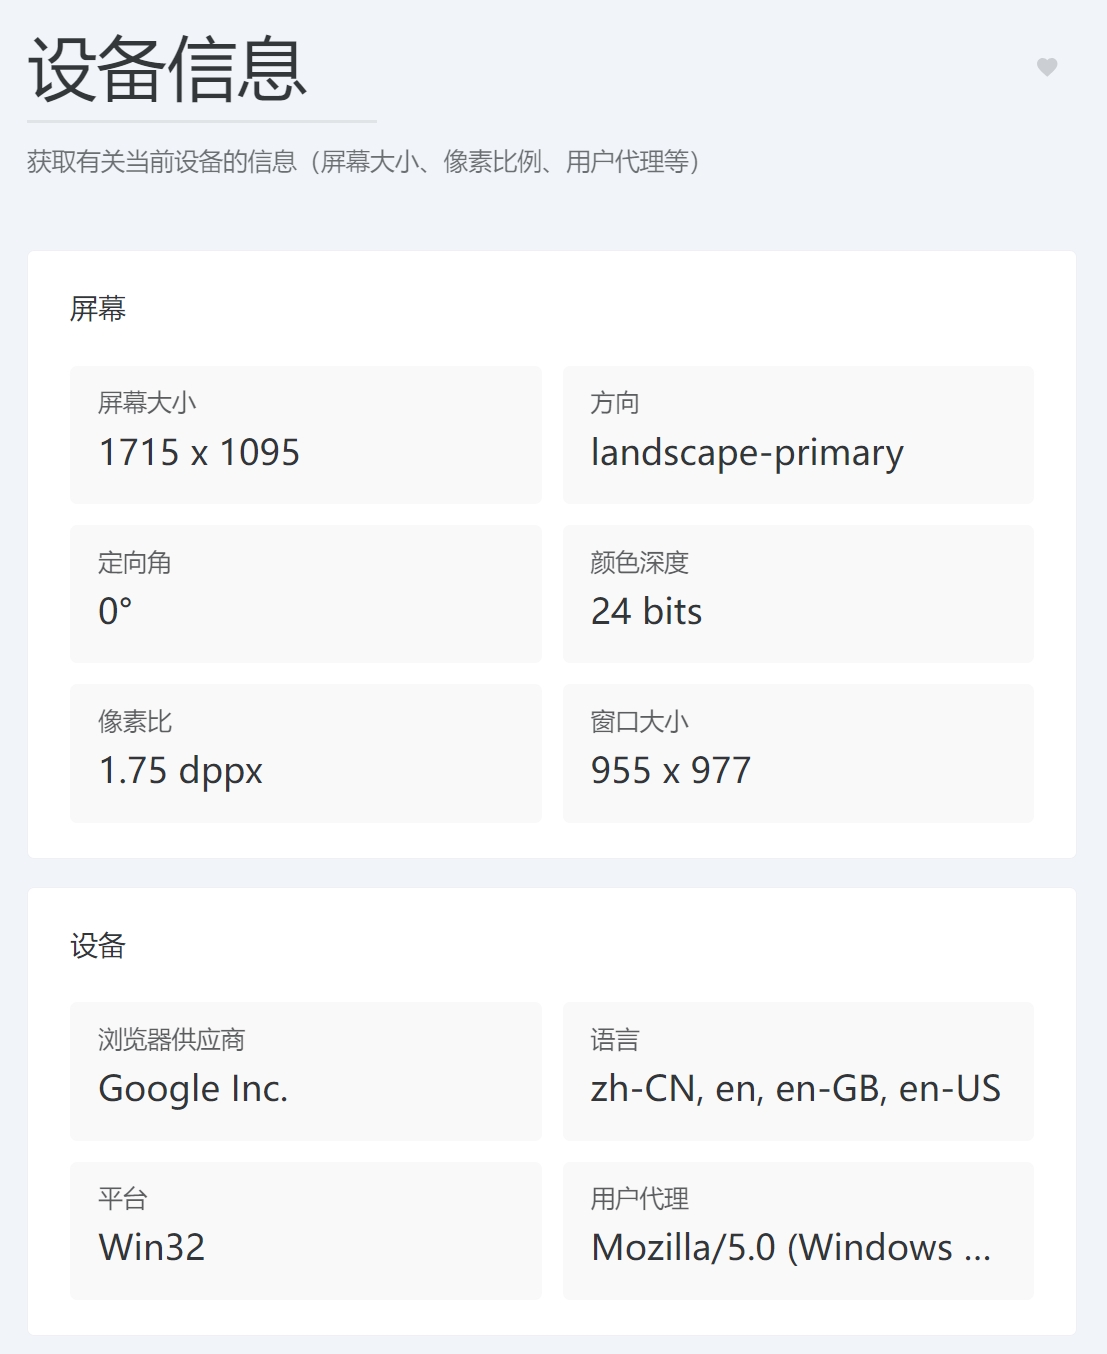 设备信息
获取有关当前设备的信息（屏幕大小、像素比例、用户代理等）
屏幕
屏幕大小
1715 x 1095
方向
landscape-primary
定向角
0°
颜色深度
24 bits
像素比
1.75 dppx
窗口大小
955 x 977
设备
浏览器供应商
Google Inc.
语言
zh-CN, en, en-GB, en-US
平台
Win32
用户代理
Mozilla/5.0 (Windows ...